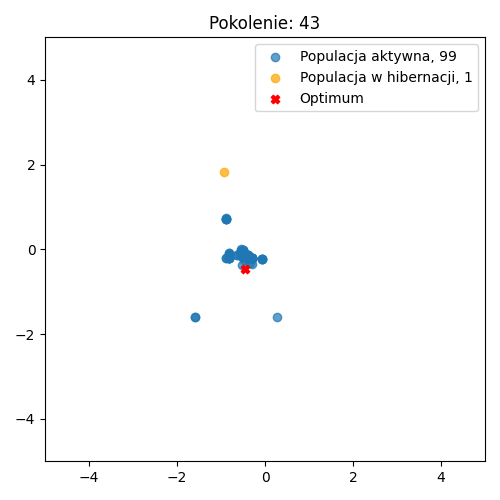 Pokolenie: 43
Populacja aktywna, 99
Populacja w hibernacji, 1
Optimum
4
2
0
−2
−4
−4 −2 0 2 4